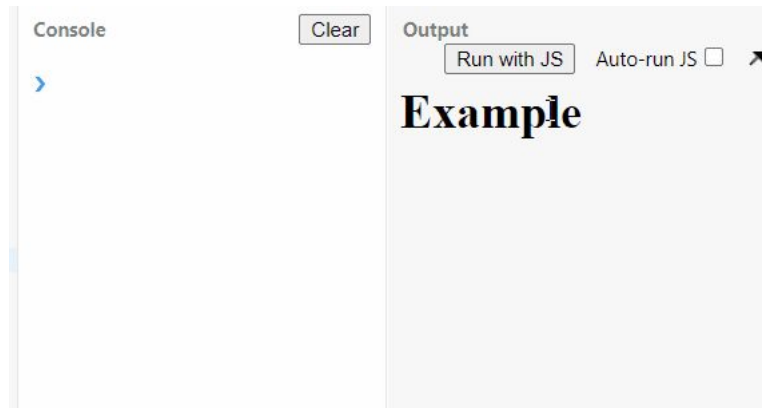 Console
Clear
Output
Run with JS
Auto-run JS
Example